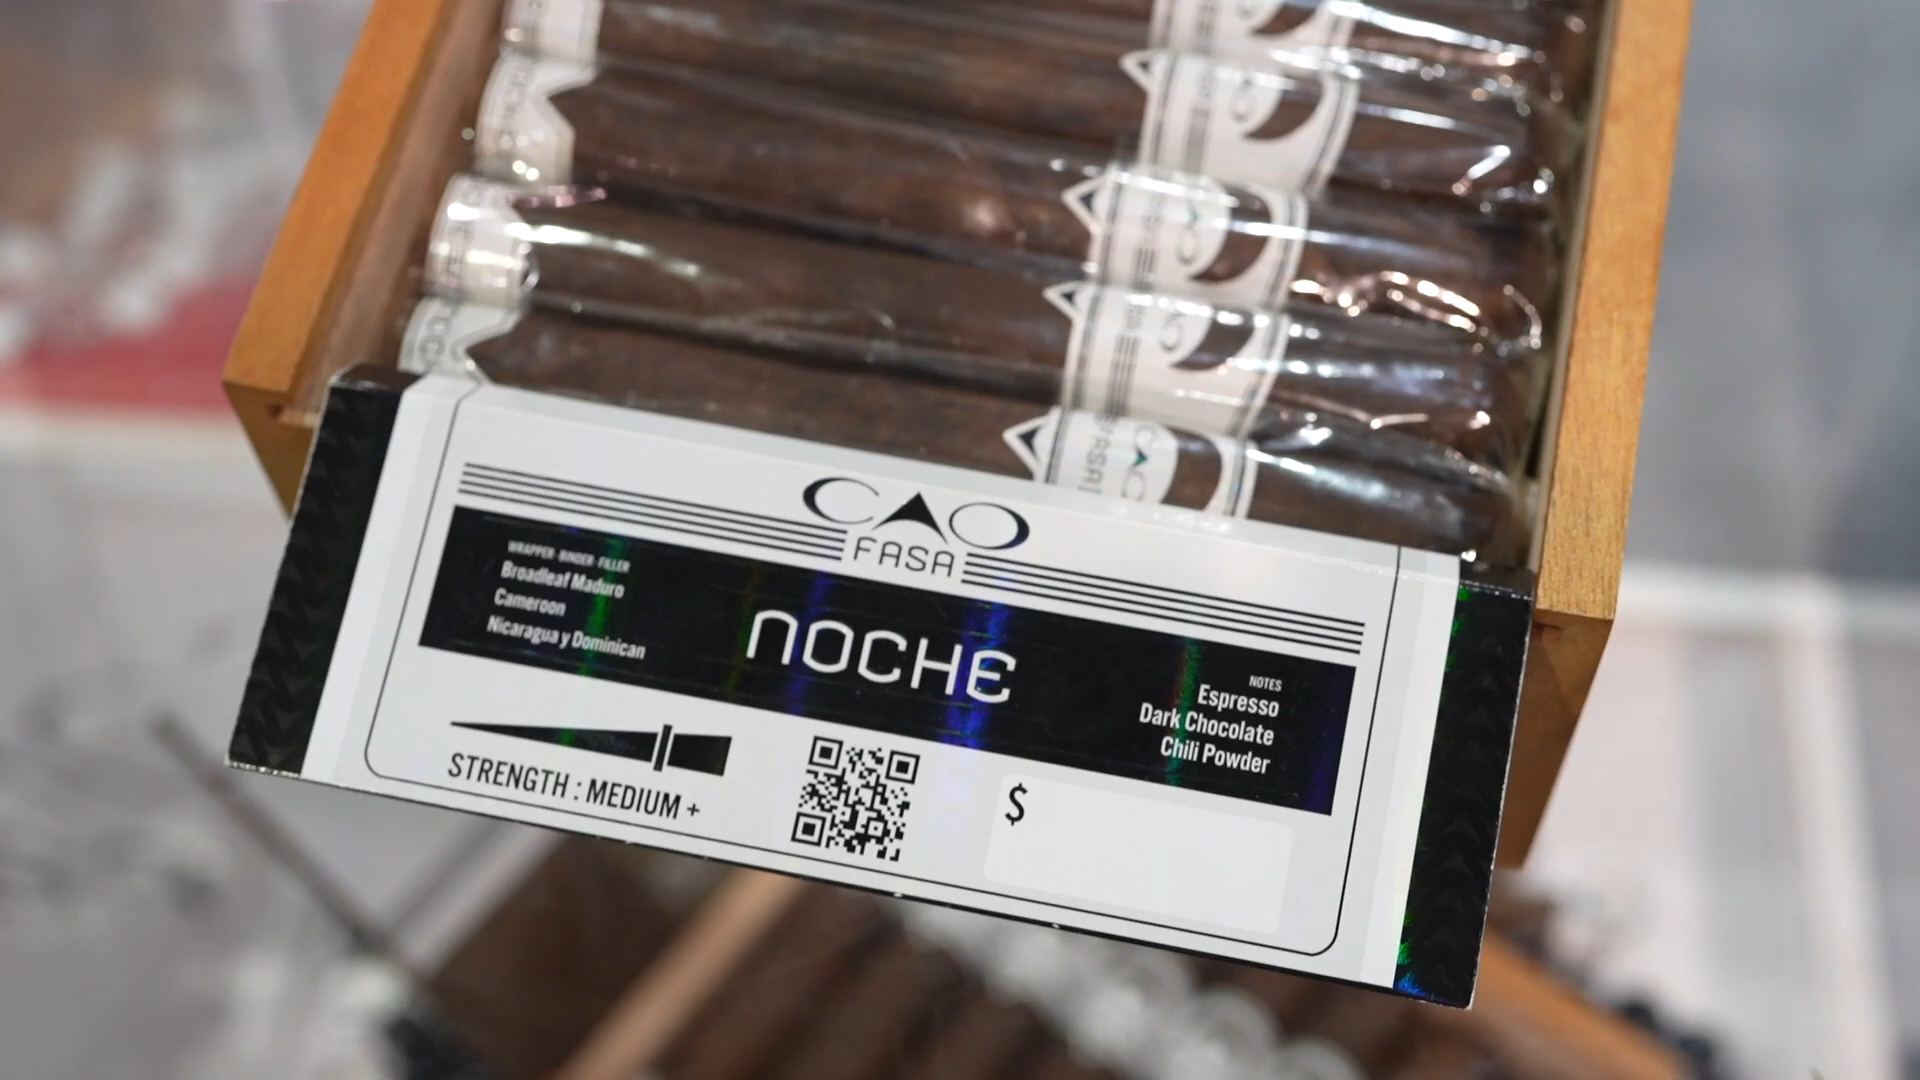 CAO
FASA
WRAPPER · BINDER · FILLER
Broadleaf Maduro
Cameroon
Nicaragua y Dominican
NOCHE
NOTES
Espresso
Dark Chocolate
Chili Powder
STRENGTH : MEDIUM +
$
CAO